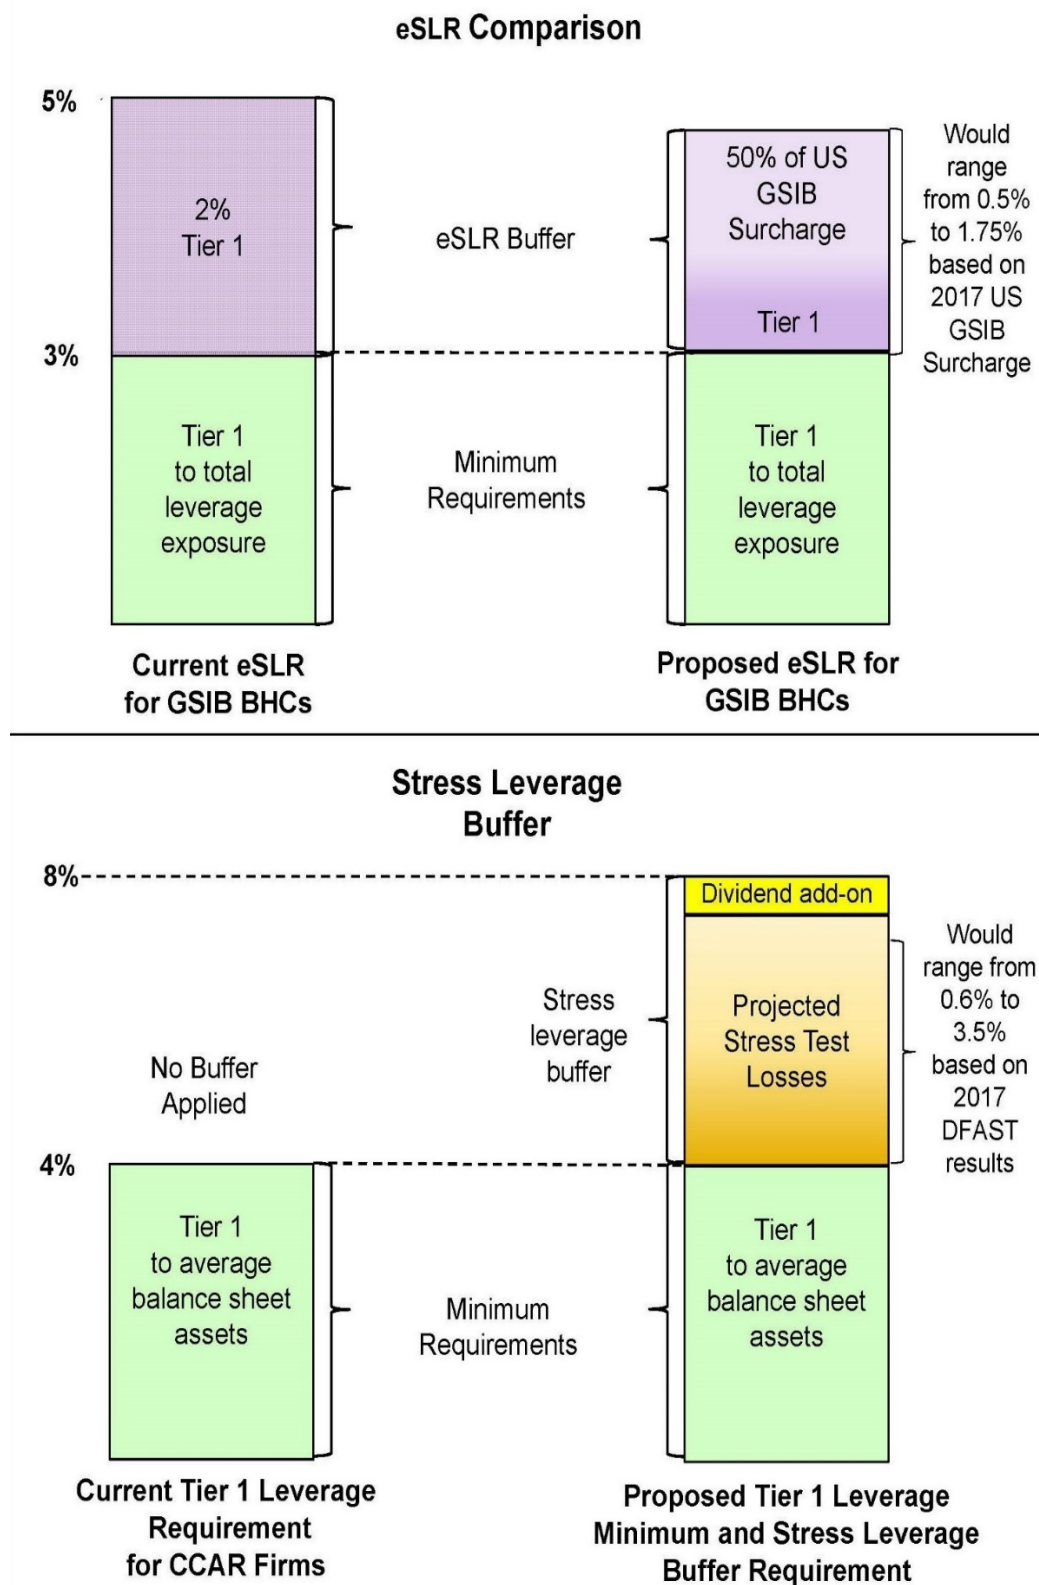 eSLR Comparison
5%
2%
Tier 1
3%
Tier 1
to total
leverage
exposure
Current eSLR
for GSIB BHCs
eSLR Buffer
Minimum
Requirements
50% of US
GSIB
Surcharge
Tier 1
Tier 1
to total
leverage
exposure
Proposed eSLR for
GSIB BHCs
Would
range
from 0.5%
to 1.75%
based on
2017 US
GSIB
Surcharge
Stress Leverage
Buffer
8%
No Buffer
Applied
4%
Tier 1
to average
balance sheet
assets
Current Tier 1 Leverage
Requirement
for CCAR Firms
Stress
leverage
buffer
Minimum
Requirements
Dividend add-on
Projected
Stress Test
Losses
Tier 1
to average
balance sheet
assets
Proposed Tier 1 Leverage
Minimum and Stress Leverage
Buffer Requirement
Would
range from
0.6% to
3.5%
based on
2017
DFAST
results